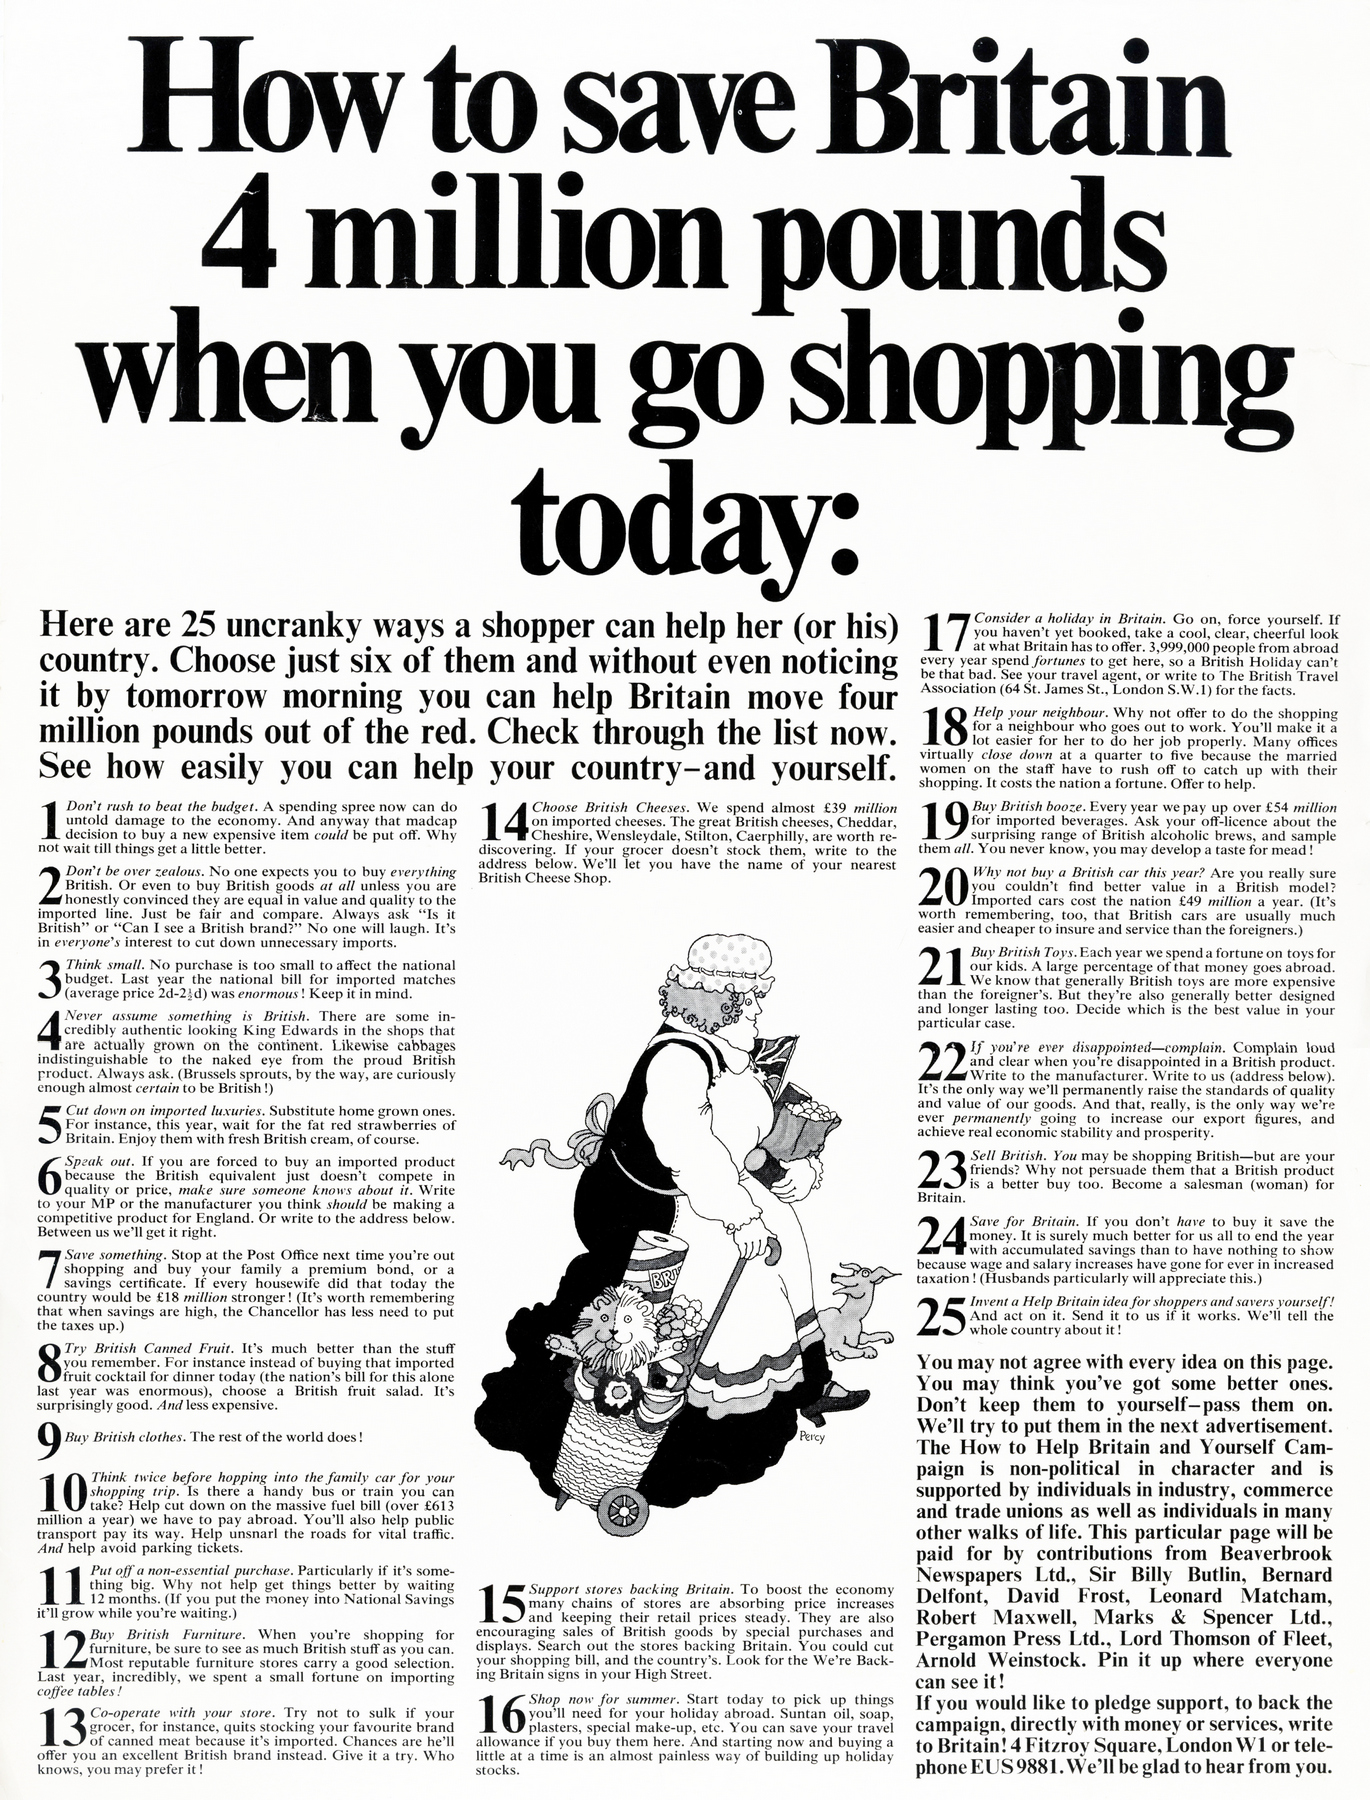 How to save Britain
4 million pounds
when you go shopping
today:
Here are 25 uncranky ways a shopper can help her (or his)
country. Choose just six of them and without even noticing
it by tomorrow morning you can help Britain move four
million pounds out of the red. Check through the list now.
See how easily you can help your country–and yourself.
1 Don't rush to beat the budget. A spending spree now can do
untold damage to the economy. And anyway that madcap
decision to buy a new expensive item could be put off. Why
not wait till things get a little better.
2 Don't be over zealous. No one expects you to buy everything
British. Or even to buy British goods at all unless you are
honestly convinced they are equal in value and quality to the
imported line. Just be fair and compare. Always ask “Is it
British” or “Can I see a British brand?” No one will laugh. It's
in everyone's interest to cut down unnecessary imports.
3 Think small. No purchase is too small to affect the national
budget. Last year the national bill for imported matches
(average price 2d-2½d) was enormous! Keep it in mind.
4 Never assume something is British. There are some in-
credibly authentic looking King Edwards in the shops that
are actually grown on the continent. Likewise cabbages
indistinguishable to the naked eye from the proud British
product. Always ask. (Brussels sprouts, by the way, are curiously
enough almost certain to be British!)
5 Cut down on imported luxuries. Substitute home grown ones.
For instance, this year, wait for the fat red strawberries of
Britain. Enjoy them with fresh British cream, of course.
6 Speak out. If you are forced to buy an imported product
because the British equivalent just doesn't compete in
quality or price, make sure someone knows about it. Write
to your MP or the manufacturer you think should be making a
competitive product for England. Or write to the address below.
Between us we'll get it right.
7 Save something. Stop at the Post Office next time you're out
shopping and buy your family a premium bond, or a
savings certificate. If every housewife did that today the
country would be £18 million stronger! (It's worth remembering
that when savings are high, the Chancellor has less need to put
the taxes up.)
8 Try British Canned Fruit. It's much better than the stuff
you remember. For instance instead of buying that imported
fruit cocktail for dinner today (the nation's bill for this alone
last year was enormous), choose a British fruit salad. It's
surprisingly good. And less expensive.
9 Buy British clothes. The rest of the world does!
10 Think twice before hopping into the family car for your
shopping trip. Is there a handy bus or train you can
take? Help cut down on the massive fuel bill (over £613
million a year) we have to pay abroad. You'll also help public
transport pay its way. Help unsnarl the roads for vital traffic.
And help avoid parking tickets.
11 Put off a non-essential purchase. Particularly if it's some-
thing big. Why not help get things better by waiting
12 months. (If you put the money into National Savings
it'll grow while you're waiting.)
12 Buy British Furniture. When you're shopping for
furniture, be sure to see as much British stuff as you can.
Most reputable furniture stores carry a good selection.
Last year, incredibly, we spent a small fortune on importing
coffee tables!
13 Co-operate with your store. Try not to sulk if your
grocer, for instance, quits stocking your favourite brand
of canned meat because it's imported. Chances are he'll
offer you an excellent British brand instead. Give it a try. Who
knows, you may prefer it!
14 Choose British Cheeses. We spend almost £39 million
on imported cheeses. The great British cheeses, Cheddar,
Cheshire, Wensleydale, Stilton, Caerphilly, are worth re-
discovering. If your grocer doesn't stock them, write to the
address below. We'll let you have the name of your nearest
British Cheese Shop.
BRI
Percy
15 Support stores backing Britain. To boost the economy
many chains of stores are absorbing price increases
and keeping their retail prices steady. They are also
encouraging sales of British goods by special purchases and
displays. Search out the stores backing Britain. You could cut
your shopping bill, and the country's. Look for the We're Back-
ing Britain signs in your High Street.
16 Shop now for summer. Start today to pick up things
you'll need for your holiday abroad. Suntan oil, soap,
plasters, special make-up, etc. You can save your travel
allowance if you buy them here. And starting now and buying a
little at a time is an almost painless way of building up holiday
stocks.
17 Consider a holiday in Britain. Go on, force yourself. If
you haven't yet booked, take a cool, clear, cheerful look
at what Britain has to offer. 3,999,000 people from abroad
every year spend fortunes to get here, so a British Holiday can't
be that bad. See your travel agent, or write to The British Travel
Association (64 St. James St., London S.W.1) for the facts.
18 Help your neighbour. Why not offer to do the shopping
for a neighbour who goes out to work. You'll make it a
lot easier for her to do her job properly. Many offices
virtually close down at a quarter to five because the married
women on the staff have to rush off to catch up with their
shopping. It costs the nation a fortune. Offer to help.
19 Buy British booze. Every year we pay up over £54 million
for imported beverages. Ask your off-licence about the
surprising range of British alcoholic brews, and sample
them all. You never know, you may develop a taste for mead!
20 Why not buy a British car this year? Are you really sure
you couldn't find better value in a British model?
Imported cars cost the nation £49 million a year. (It's
worth remembering, too, that British cars are usually much
easier and cheaper to insure and service than the foreigners.)
21 Buy British Toys. Each year we spend a fortune on toys for
our kids. A large percentage of that money goes abroad.
We know that generally British toys are more expensive
than the foreigner's. But they're also generally better designed
and longer lasting too. Decide which is the best value in your
particular case.
22 If you're ever disappointed—complain. Complain loud
and clear when you're disappointed in a British product.
Write to the manufacturer. Write to us (address below).
It's the only way we'll permanently raise the standards of quality
and value of our goods. And that, really, is the only way we're
ever permanently going to increase our export figures, and
achieve real economic stability and prosperity.
23 Sell British. You may be shopping British—but are your
friends? Why not persuade them that a British product
is a better buy too. Become a salesman (woman) for
Britain.
24 Save for Britain. If you don't have to buy it save the
money. It is surely much better for us all to end the year
with accumulated savings than to have nothing to show
because wage and salary increases have gone for ever in increased
taxation! (Husbands particularly will appreciate this.)
25 Invent a Help Britain idea for shoppers and savers yourself!
And act on it. Send it to us if it works. We'll tell the
whole country about it!
You may not agree with every idea on this page.
You may think you've got some better ones.
Don't keep them to yourself–pass them on.
We'll try to put them in the next advertisement.
The How to Help Britain and Yourself Cam-
paign is non-political in character and is
supported by individuals in industry, commerce
and trade unions as well as individuals in many
other walks of life. This particular page will be
paid for by contributions from Beaverbrook
Newspapers Ltd., Sir Billy Butlin, Bernard
Delfont, David Frost, Leonard Matcham,
Robert Maxwell, Marks & Spencer Ltd.,
Pergamon Press Ltd., Lord Thomson of Fleet,
Arnold Weinstock. Pin it up where everyone
can see it!
If you would like to pledge support, to back the
campaign, directly with money or services, write
to Britain! 4 Fitzroy Square, London W1 or tele-
phone EUS 9881. We'll be glad to hear from you.